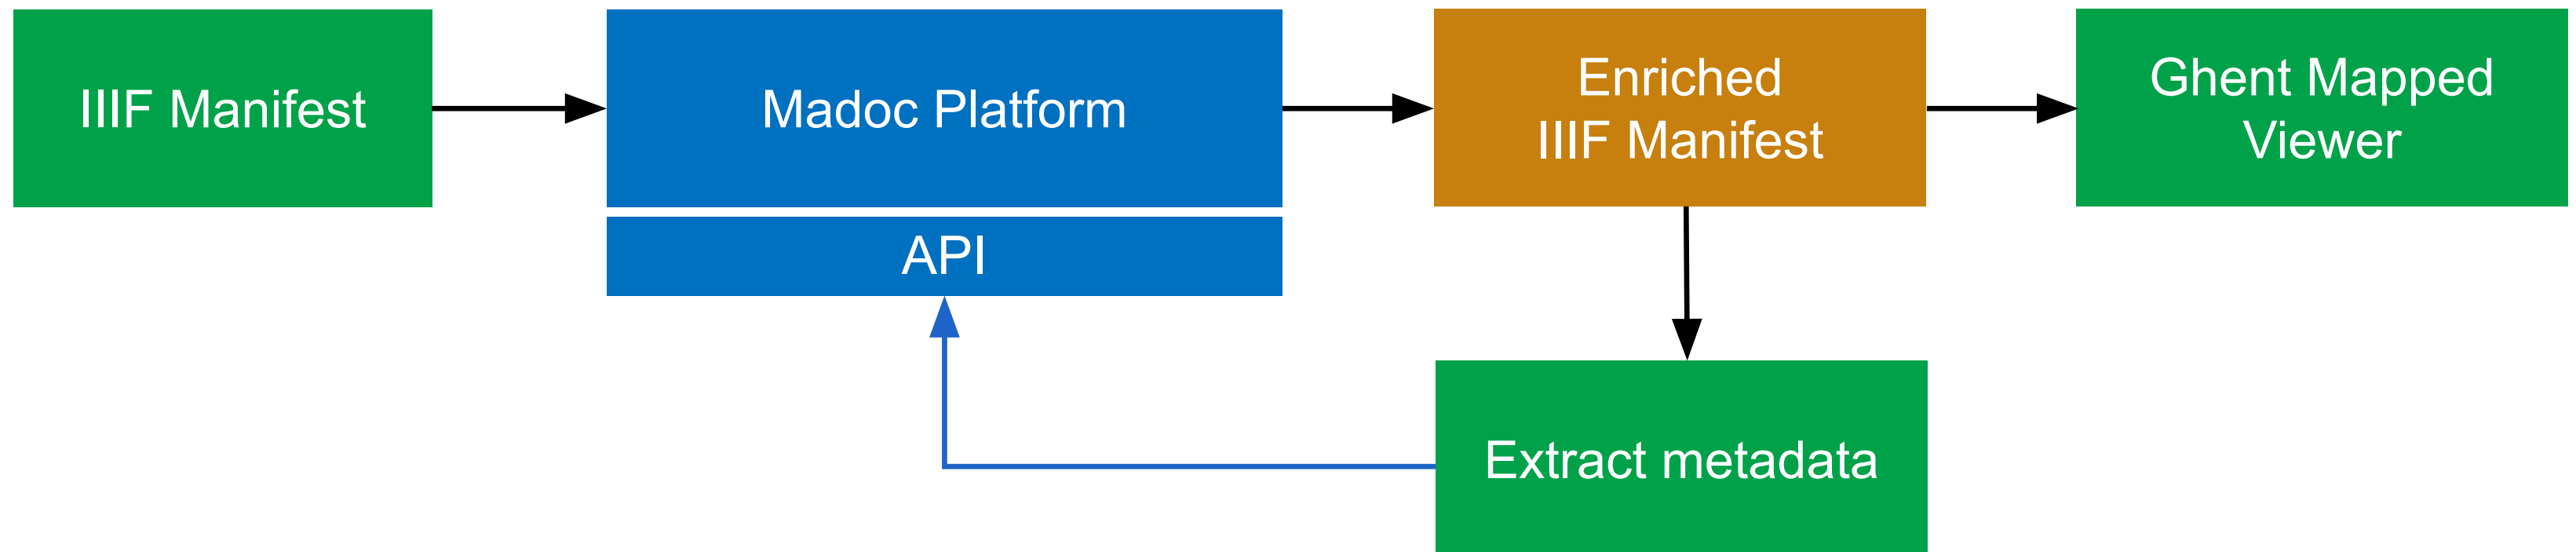 IIIF Manifest
Madoc Platform
API
Enriched
IIIF Manifest
Ghent Mapped
Viewer
Extract metadata